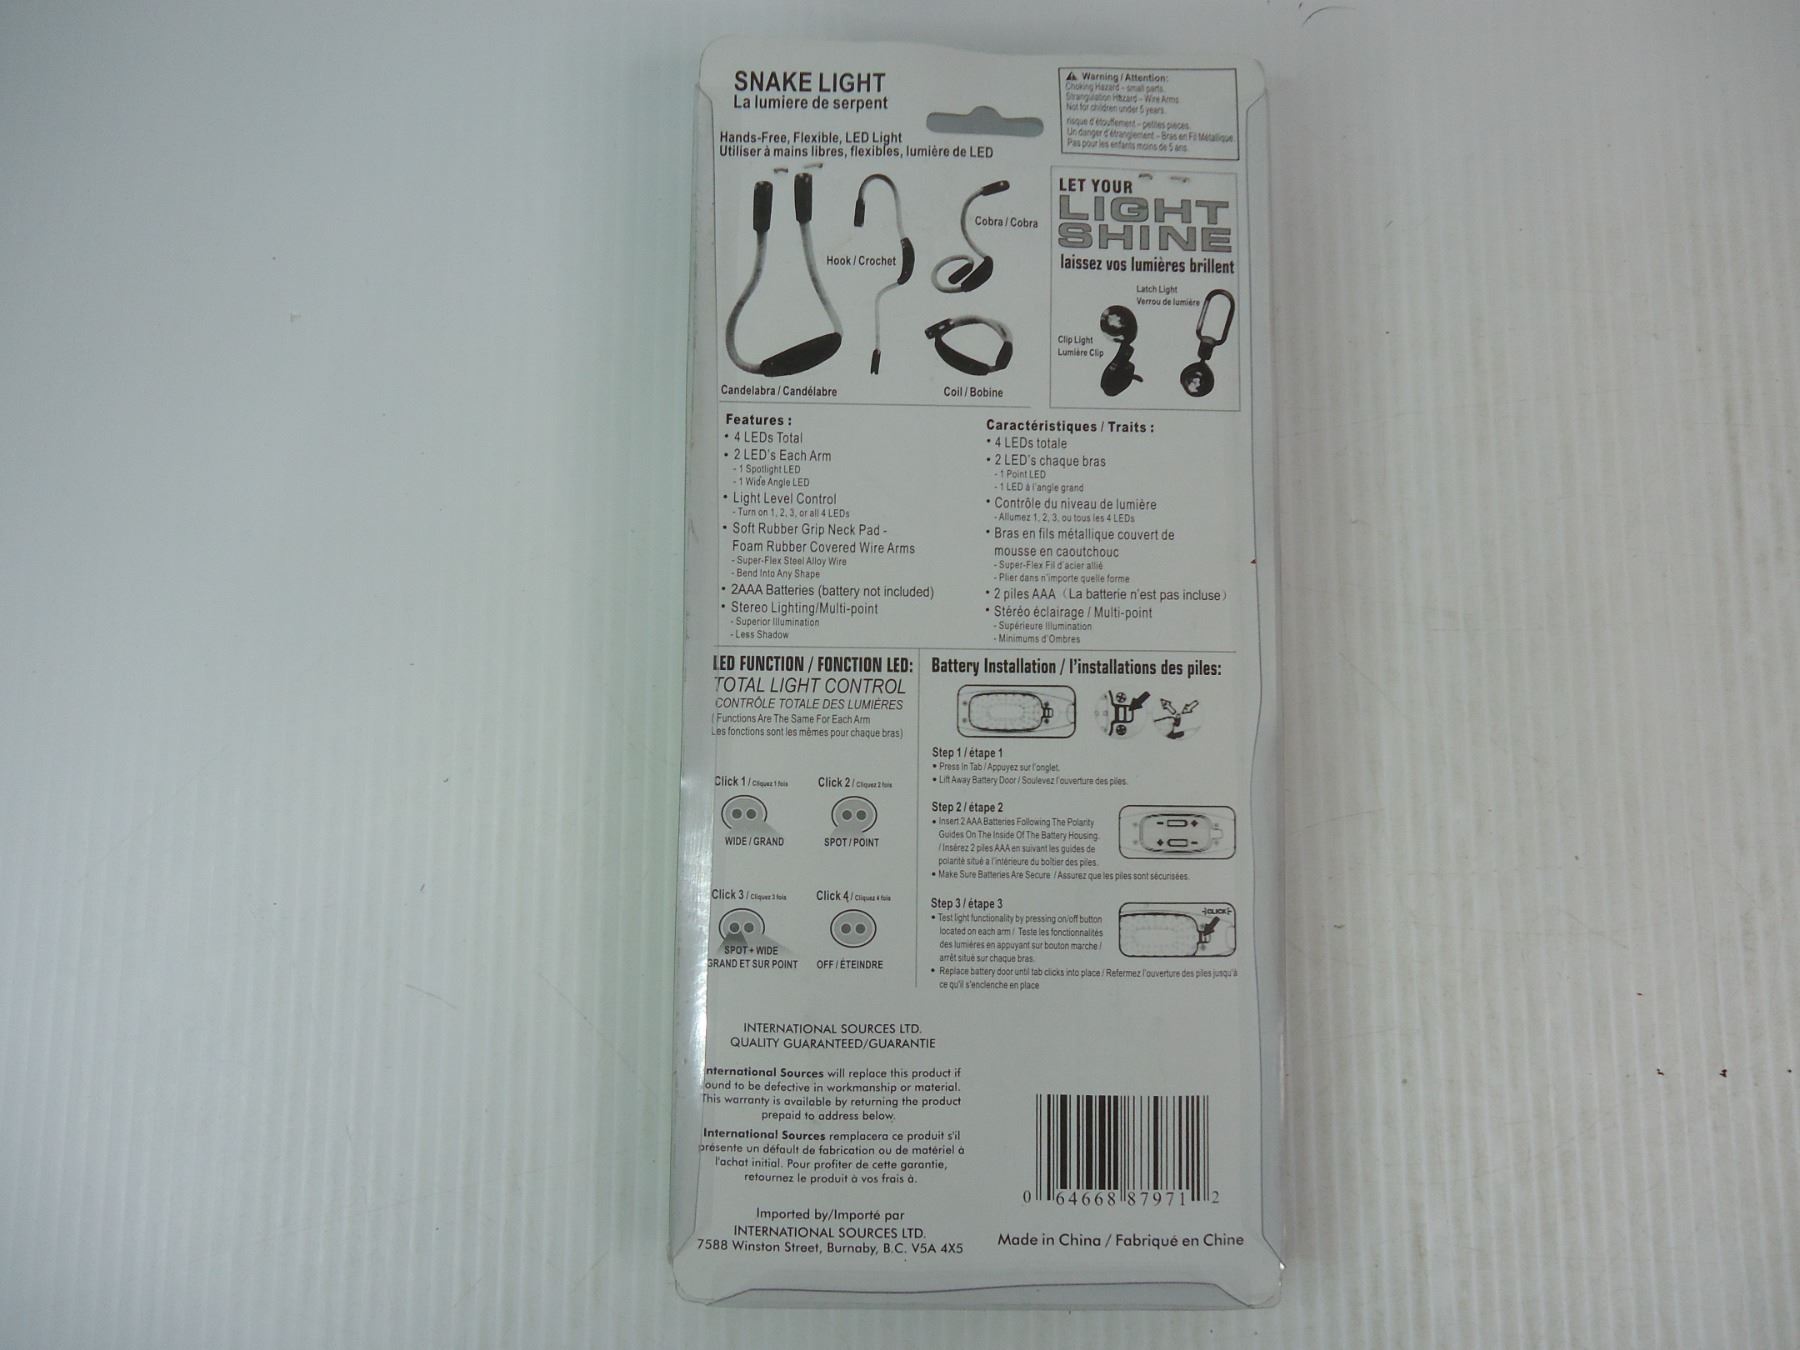 SNAKE LIGHT
La lumiere de serpent
Hands-Free, Flexible, LED Light
Utiliser à mains libres, flexibles, lumière de LED
Warning / Attention:
Choking Hazard - small parts.
Strangulation Hazard - Wire Arms
Not for children under 5 years.
risque d'étouffement - petites pieces.
Un danger d'étranglement - Bras en Fil Métallique.
Pas pour les enfants moins de 5 ans.
Hook / Crochet
Cobra / Cobra
Candelabra / Candélabre
Coil / Bobine
LET YOUR
LIGHT
SHINE
laissez vos lumières brillent
Latch Light
Verrou de lumière
Clip Light
Lumière Clip
Features :
• 4 LEDs Total
• 2 LED's Each Arm
- 1 Spotlight LED
- 1 Wide Angle LED
• Light Level Control
- Turn on 1, 2, 3, or all 4 LEDs
• Soft Rubber Grip Neck Pad -
Foam Rubber Covered Wire Arms
- Super-Flex Steel Alloy Wire
- Bend Into Any Shape
• 2AAA Batteries (battery not included)
• Stereo Lighting/Multi-point
- Superior Illumination
- Less Shadow
Caractéristiques / Traits :
• 4 LEDs totale
• 2 LED's chaque bras
- 1 Point LED
- 1 LED à l'angle grand
• Contrôle du niveau de lumière
- Allumez 1, 2, 3, ou tous les 4 LEDs
• Bras en fils métallique couvert de
mousse en caoutchouc
- Super-Flex Fil d'acier allié
- Plier dans n'importe quelle forme
• 2 piles AAA (La batterie n'est pas incluse)
• Stéréo éclairage / Multi-point
- Supérieure Illumination
- Minimums d'Ombres
LED FUNCTION / FONCTION LED:
TOTAL LIGHT CONTROL
CONTRÔLE TOTALE DES LUMIÈRES
( Functions Are The Same For Each Arm
Les fonctions sont les mêmes pour chaque bras)
Click 1 / Cliquez 1 fois
Click 2 / Cliquez 2 fois
WIDE / GRAND
SPOT / POINT
Click 3 / Cliquez 3 fois
Click 4 / Cliquez 4 fois
SPOT + WIDE
GRAND ET SUR POINT
OFF / ÉTEINDRE
Battery Installation / l'installations des piles:
Step 1 / étape 1
• Press In Tab / Appuyez sur l'onglet.
• Lift Away Battery Door / Soulevez l'ouverture des piles.
Step 2 / étape 2
• Insert 2 AAA Batteries Following The Polarity
Guides On The Inside Of The Battery Housing.
/ Insérez 2 piles AAA en suivant les guides de
polarité situé a l'intérieure du boîtier des piles.
• Make Sure Batteries Are Secure / Assurez que les piles sont sécurisées.
Step 3 / étape 3
• Test light functionality by pressing on/off button
located on each arm / Teste les fonctionnalités
des lumières en appuyant sur bouton marche /
arrêt situé sur chaque bras.
CLICK
• Replace battery door until tab clicks into place / Refermez l'ouverture des piles jusqu'à
ce qu'il s'enclenche en place
INTERNATIONAL SOURCES LTD.
QUALITY GUARANTEED/GUARANTIE
nternational Sources will replace this product if
ound to be defective in workmanship or material.
This warranty is available by returning the product
prepaid to address below.
International Sources remplacera ce produit s'il
présente un défault de fabrication ou de matériel à
l'achat initial. Pour profiter de cette garantie,
retournez le produit à vos frais à.
Imported by/Importé par
INTERNATIONAL SOURCES LTD.
7588 Winston Street, Burnaby, B.C. V5A 4X5
0 64668 87971 2
Made in China / Fabriqué en Chine